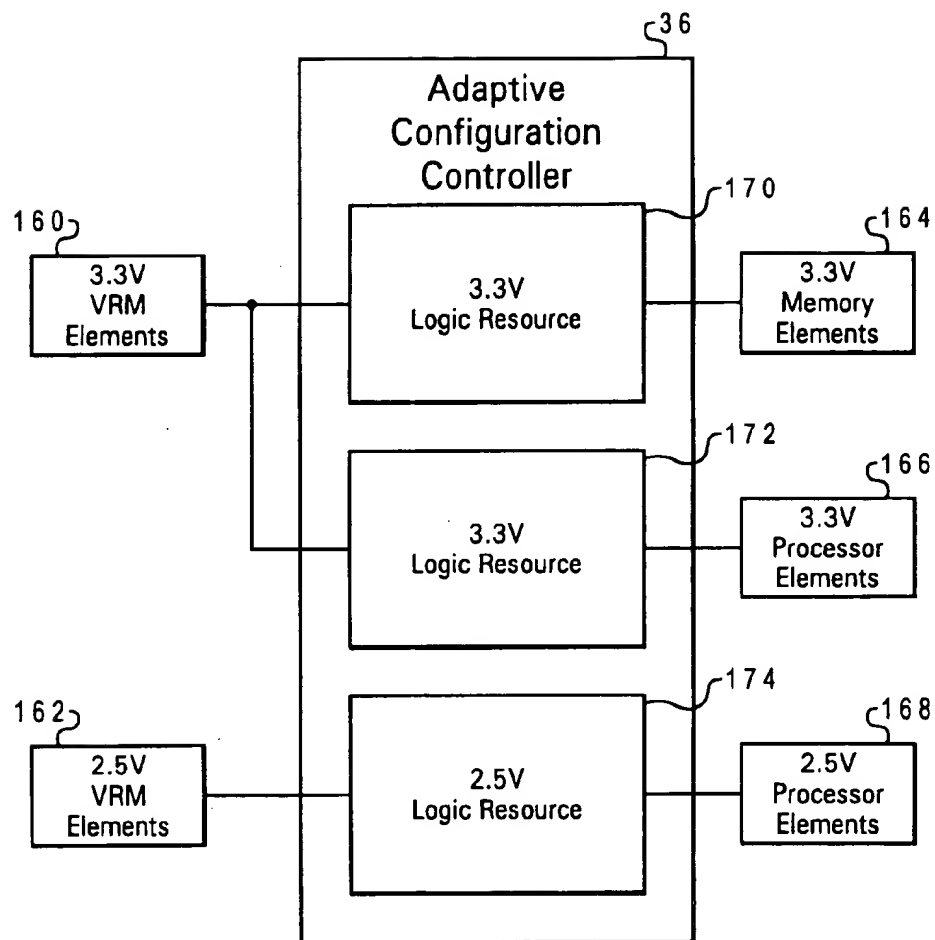 36
Adaptive
Configuration
Controller
170
160
164
3.3V
VRM
Elements
3.3V
Logic Resource
3.3V
Memory
Elements
172
166
3.3V
Logic Resource
3.3V
Processor
Elements
174
162
168
2.5V
VRM
Elements
2.5V
Logic Resource
2.5V
Processor
Elements